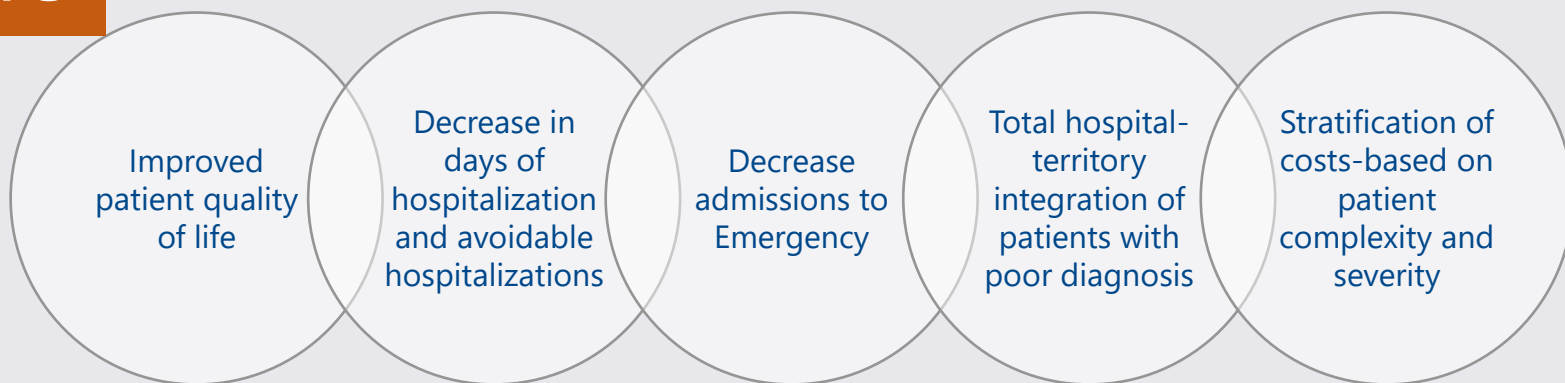 Improved
patient quality
of life
Decrease in
days of
hospitalization
and avoidable
hospitalizations
Decrease
admissions to
Emergency
Total hospital-
territory
integration of
patients with
poor diagnosis
Stratification of
costs-based on
patient
complexity and
severity